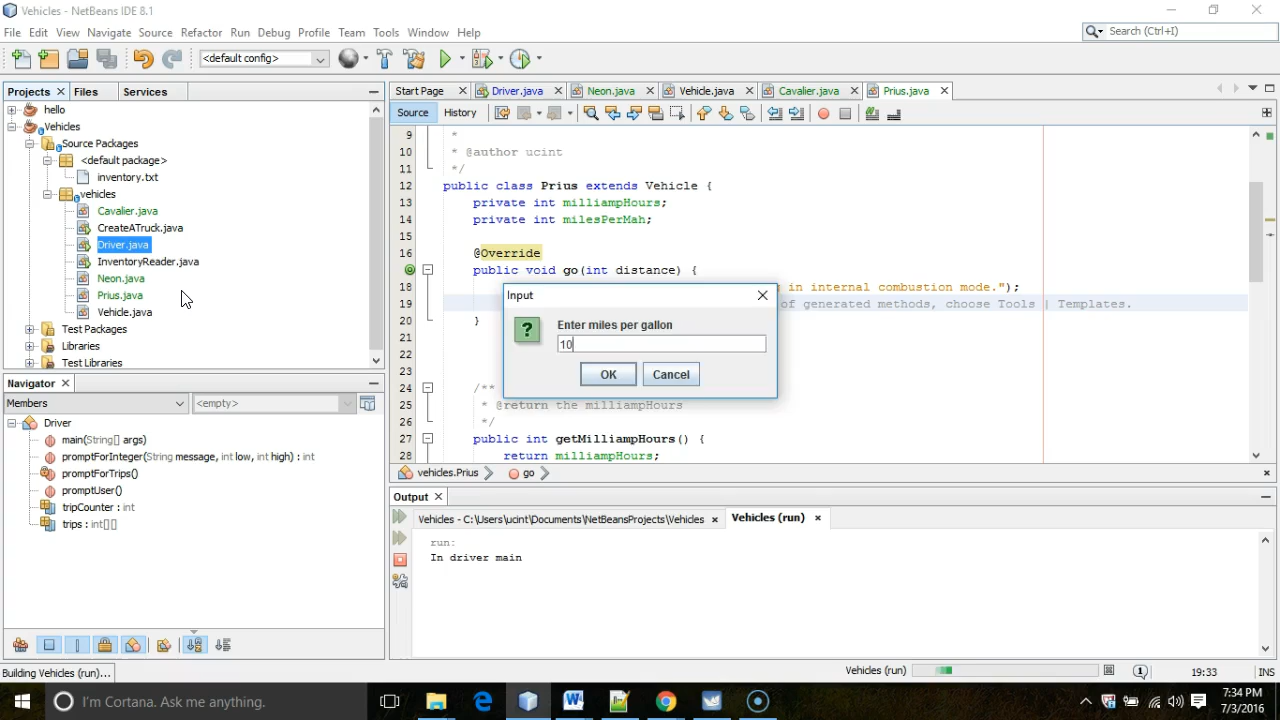 Vehicles - NetBeans IDE 8.1
File Edit View Navigate Source Refactor Run Debug Profile Team Tools Window Help
Search (Ctrl+I)
<default config>
Projects Files Services
Start Page Driver.java Neon.java Vehicle.java Cavalier.java Prius.java
Source History
hello
Vehicles
Source Packages
<default package>
inventory.txt
vehicles
Cavalier.java
CreateATruck.java
Driver.java
InventoryReader.java
Neon.java
Prius.java
Vehicle.java
Test Packages
Libraries
Test Libraries
9 *
10 * @author ucint
11 */
12 public class Prius extends Vehicle {
13 private int milliampHours;
14 private int milesPerMah;
15
16 @Override
17 public void go(int distance) {
18 in internal combustion mode.");
19 of generated methods, choose Tools | Templates.
20 }
21
22
23
24 /**
25 * @return the milliampHours
26 */
27 public int getMilliampHours() {
28 return milliampHours;
Input
Enter miles per gallon
10
OK Cancel
vehicles.Prius go
Navigator
Members <empty>
Driver
main(String[] args)
promptForInteger(String message, int low, int high) : int
promptForTrips()
promptUser()
tripCounter : int
trips : int[][]
Output
Vehicles - C:\Users\ucint\Documents\NetBeansProjects\Vehicles Vehicles (run)
run:
In driver main
Building Vehicles (run)...
Vehicles (run)
19:33 INS
I'm Cortana. Ask me anything.
7:34 PM
7/3/2016